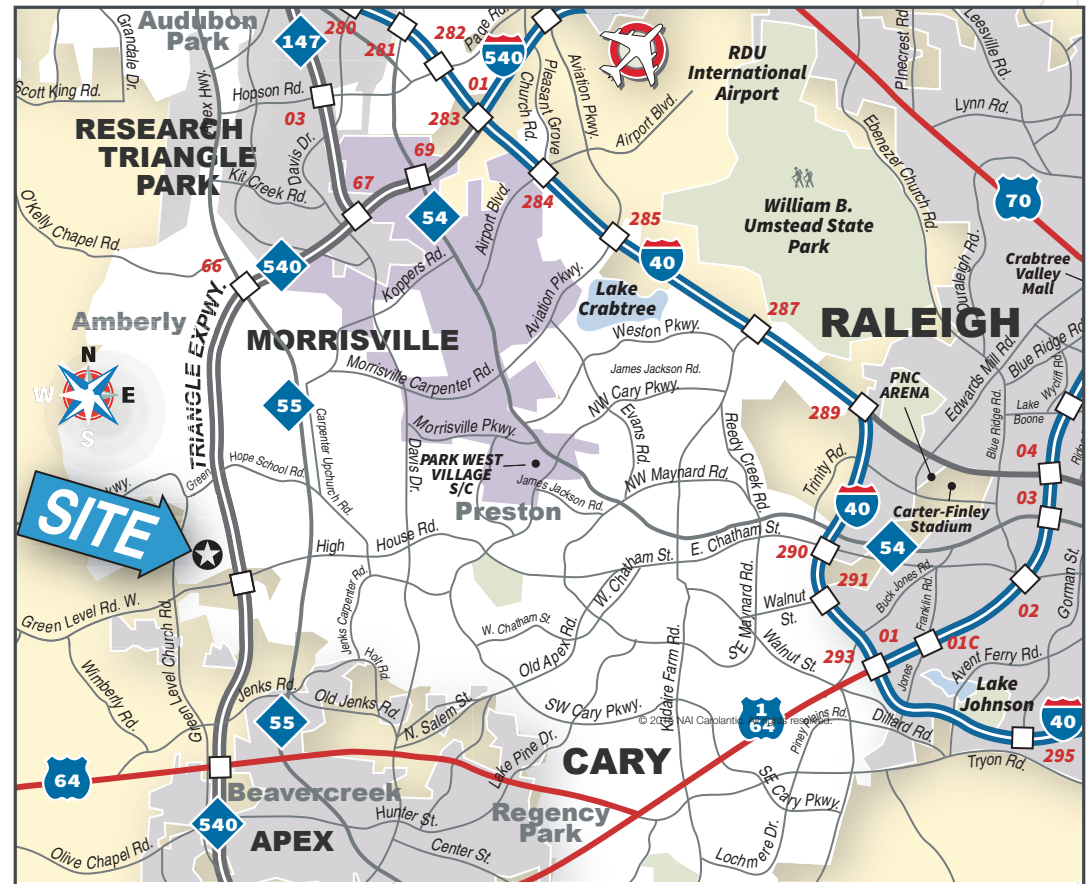 Audubon
Park
Grandale Dr.
147
280
281
282
Page Rd.
540
01
283
Pleasant Grove
Church Rd.
Aviation Pkwy.
Airport Blvd.
RDU
International
Airport
Pinecrest Rd.
Leesville Rd.
Lynn Rd.
Scott King Rd.
Hopson Rd.
03
RESEARCH
TRIANGLE
PARK
Davis Dr.
Kit Creek Rd.
69
67
54
Airport Blvd.
284
285
40
William B.
Umstead State
Park
Ebenezer Church Rd.
70
Duraleigh Rd.
Crabtree
Valley
Mall
O'Kelly Chapel Rd.
66
540
Koppers Rd.
Aviation Pkwy.
Lake
Crabtree
287
RALEIGH
Amberly
N
W
E
S
TRIANGLE EXPWY.
MORRISVILLE
Weston Pkwy.
James Jackson Rd.
NW Cary Pkwy.
Morrisville Carpenter Rd.
Evans Rd.
Reedy Creek Rd.
289
PNC
ARENA
Edwards Mill Rd.
Blue Ridge Rd.
Blue Ridge Rd.
Wycliff Rd.
Lake
Boone
04
03
55
Carpenter Upchurch Rd.
Morrisville Pkwy.
Davis Dr.
PARK WEST
VILLAGE
S/C
James Jackson Rd.
NW Maynard Rd.
Preston
Hope School Rd.
Green
Trinity Rd.
40
Carter-Finley
Stadium
54
SITE
High
House Rd.
E. Chatham St.
W. Chatham St.
290
291
Buck Jones Rd.
Franklin Rd.
Jones
02
Gorman St.
Green Level Rd. W.
Green Level Church Rd.
Wimberly Rd.
Jenks Carpenter Rd.
Holt Rd.
W. Chatham St.
Old Apex Rd.
Kildaire Farm Rd.
SE Maynard Rd.
Walnut
St.
Walnut St.
293
01
01C
Avent Ferry Rd.
Lake
Johnson
Jenks Rd.
Old Jenks Rd.
N. Salem St.
SW Cary Pkwy.
1
64
Piney Plains Rd.
Dillard Rd.
40
295
Tryon Rd.
55
64
Lake Pine Dr.
CARY
SE Cary Pkwy.
Beavercreek
Hunter St.
Regency
Park
540
APEX
Center St.
Olive Chapel Rd.
Lochmere Dr.